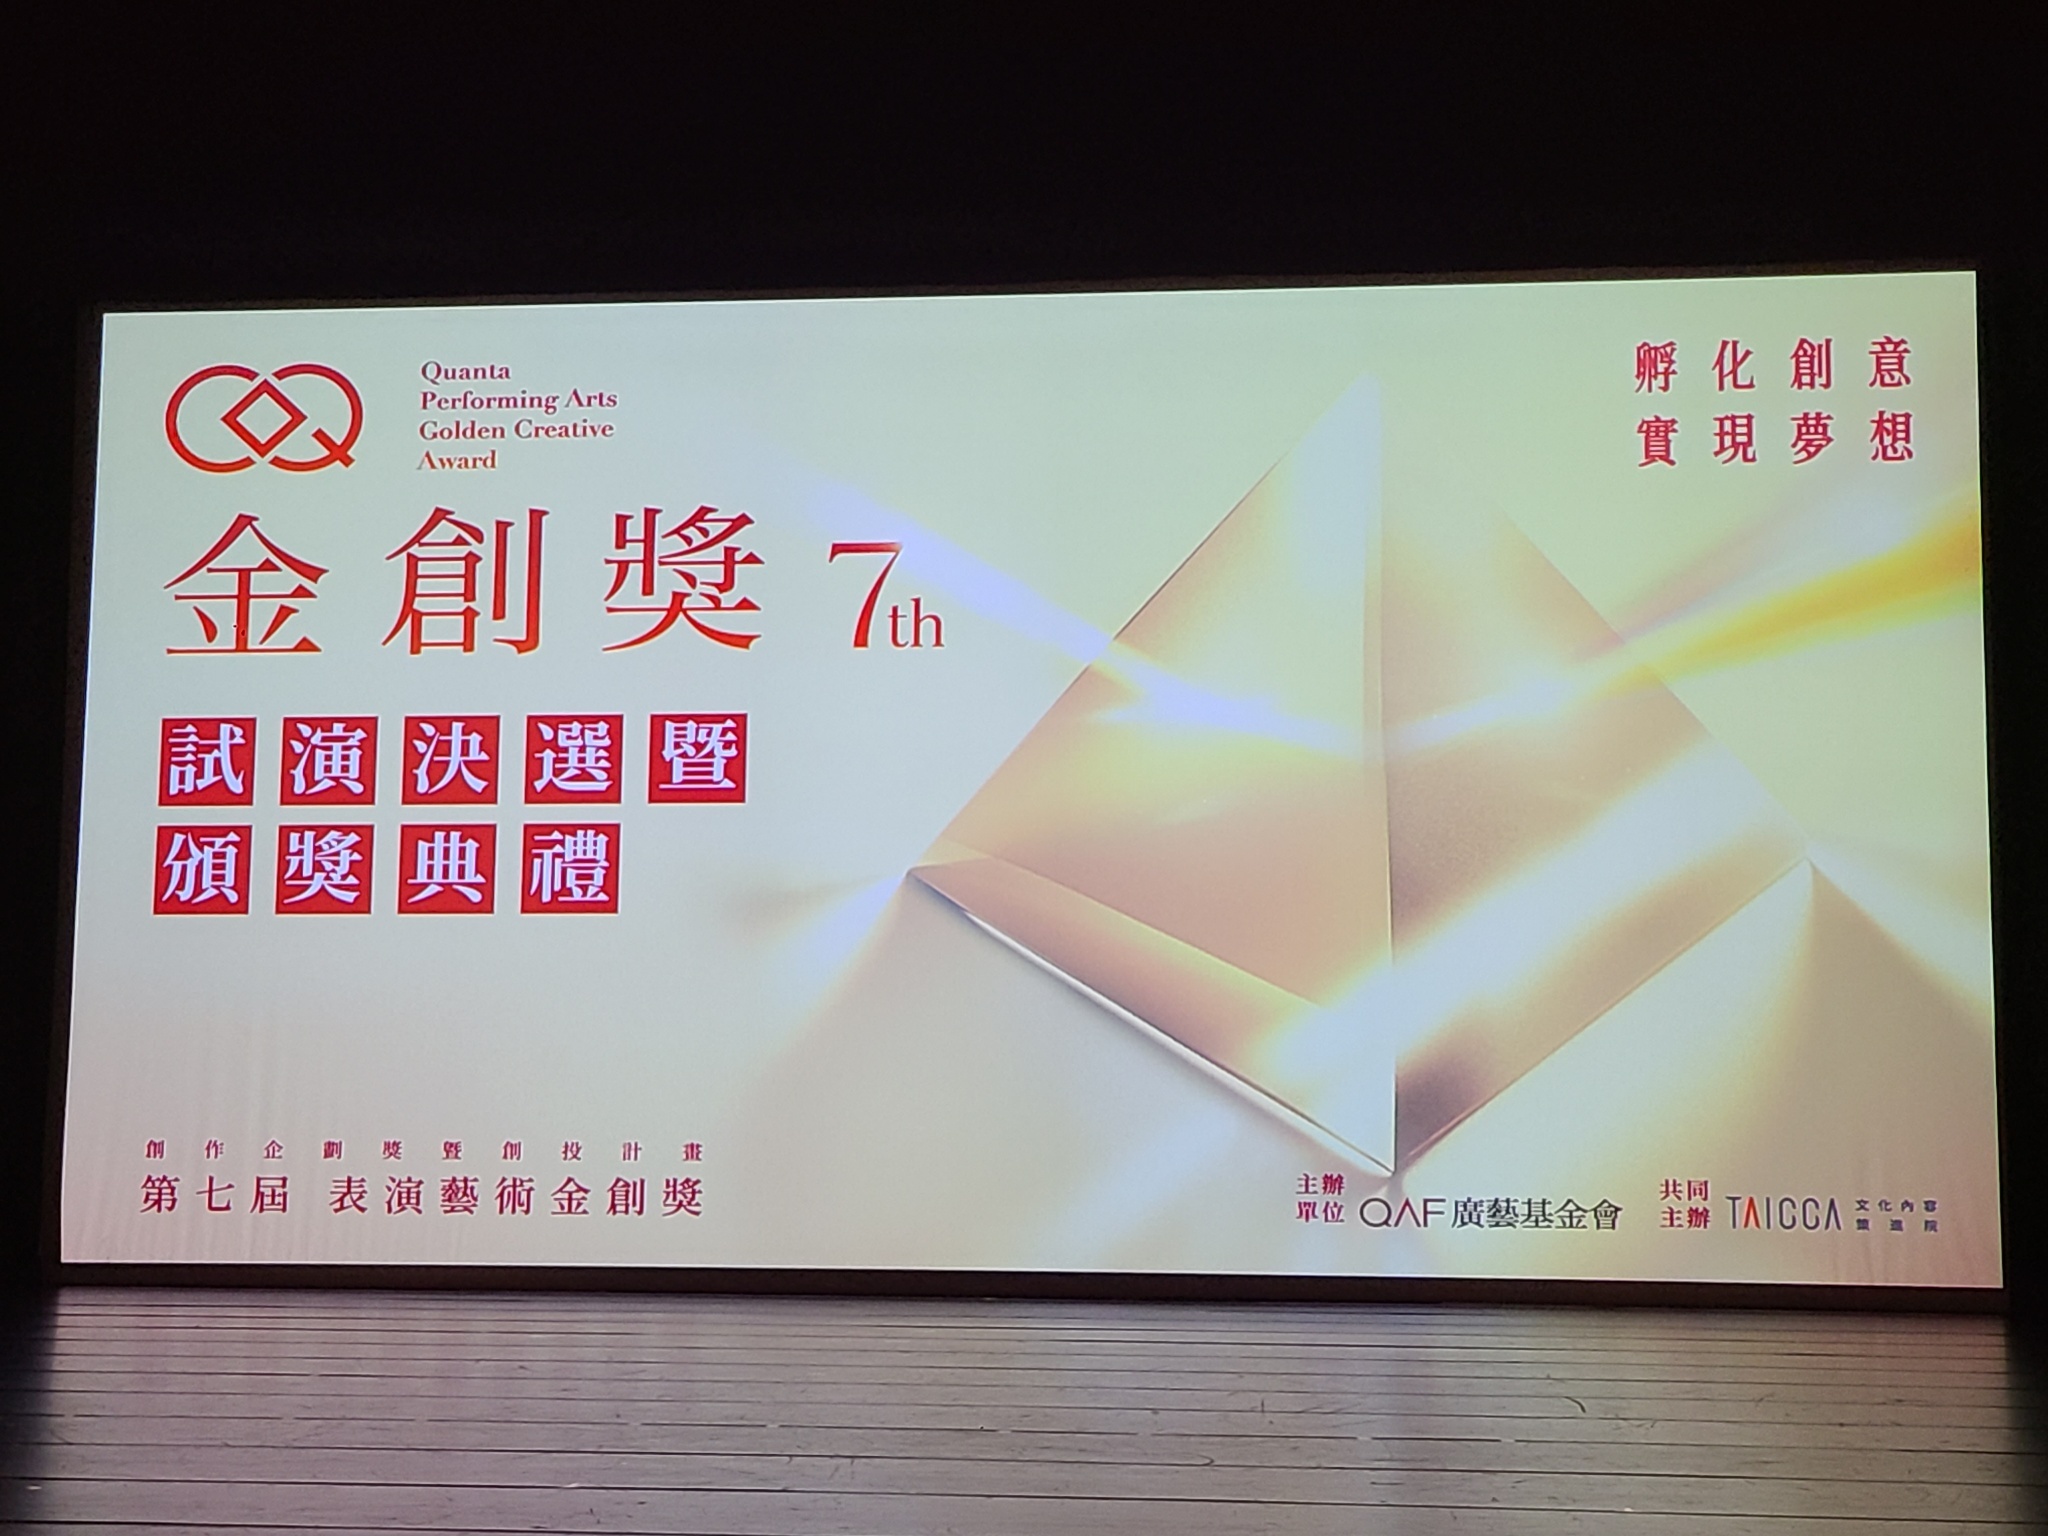 Quanta
Performing Arts
Golden Creative
Award
孵化創意
實現夢想
金創獎 7th
試演決選暨
頒獎典禮
創作企劃獎暨創投計畫
第七屆 表演藝術金創獎
主辦
單位
QAF 廣藝基金會
共同
主辦
TAICCA
文化內容
策進院